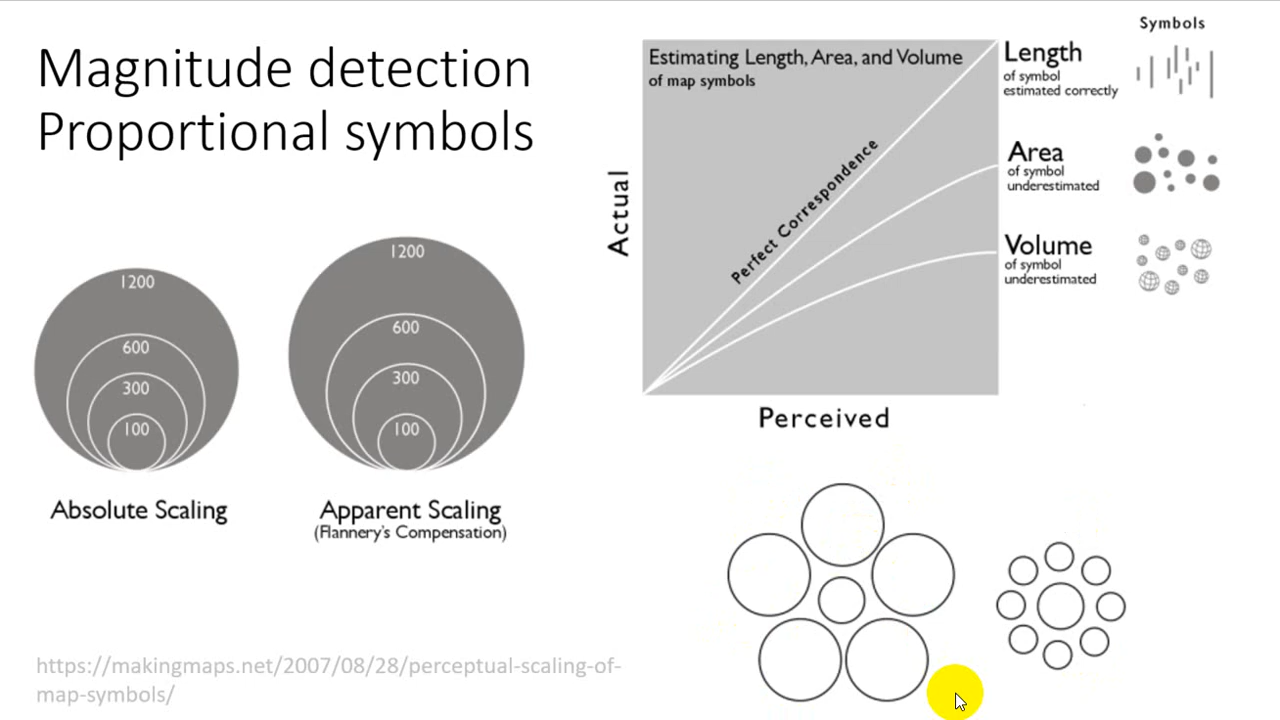 Magnitude detection
Proportional symbols
1200
600
300
100
Absolute Scaling
1200
600
300
100
Apparent Scaling
(Flannery's Compensation)
https://makingmaps.net/2007/08/28/perceptual-scaling-of-
map-symbols/
Estimating Length, Area, and Volume
of map symbols
Perfect Correspondence
Actual
Perceived
Symbols
Length
of symbol
estimated correctly
Area
of symbol
underestimated
Volume
of symbol
underestimated